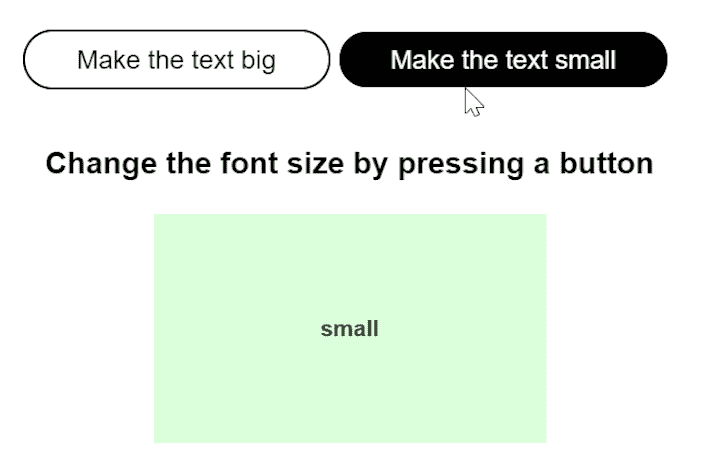 Make the text big
Make the text small
Change the font size by pressing a button
small